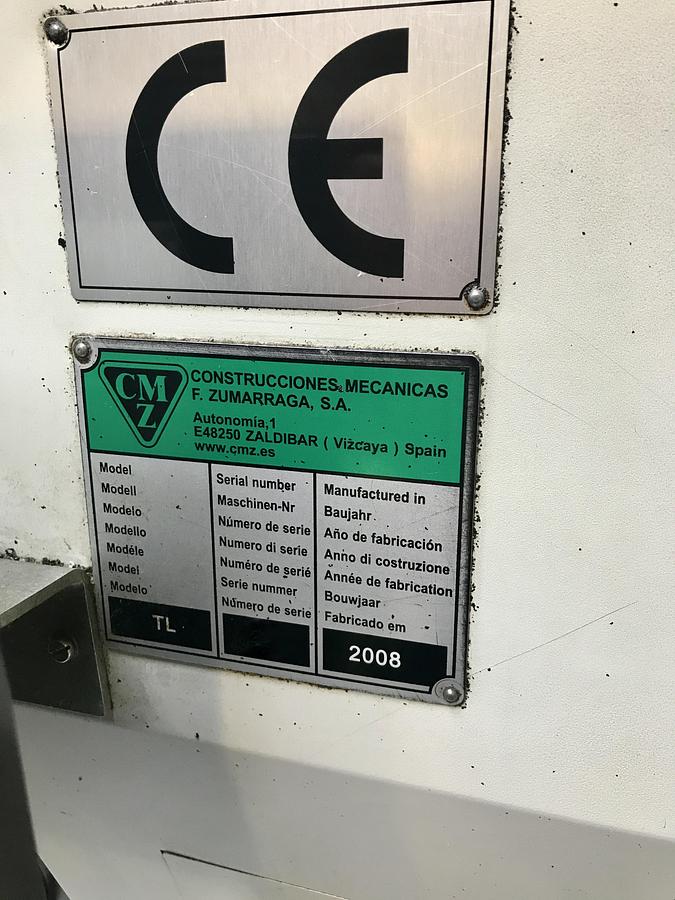 CE
CMZ
CONSTRUCCIONES MECANICAS
F. ZUMARRAGA, S.A.
Autonomía,1
E48250 ZALDIBAR ( Vizcaya ) Spain
www.cmz.es
Model
Modell
Modelo
Modello
Modéle
Model
Modelo
TL
Serial number
Maschinen-Nr
Número de serie
Numero di serie
Numéro de serié
Serie nummer
Número de serie
Manufactured in
Baujahr
Año de fabricación
Anno di costruzione
Année de fabrication
Bouwjaar
Fabricado em
2008